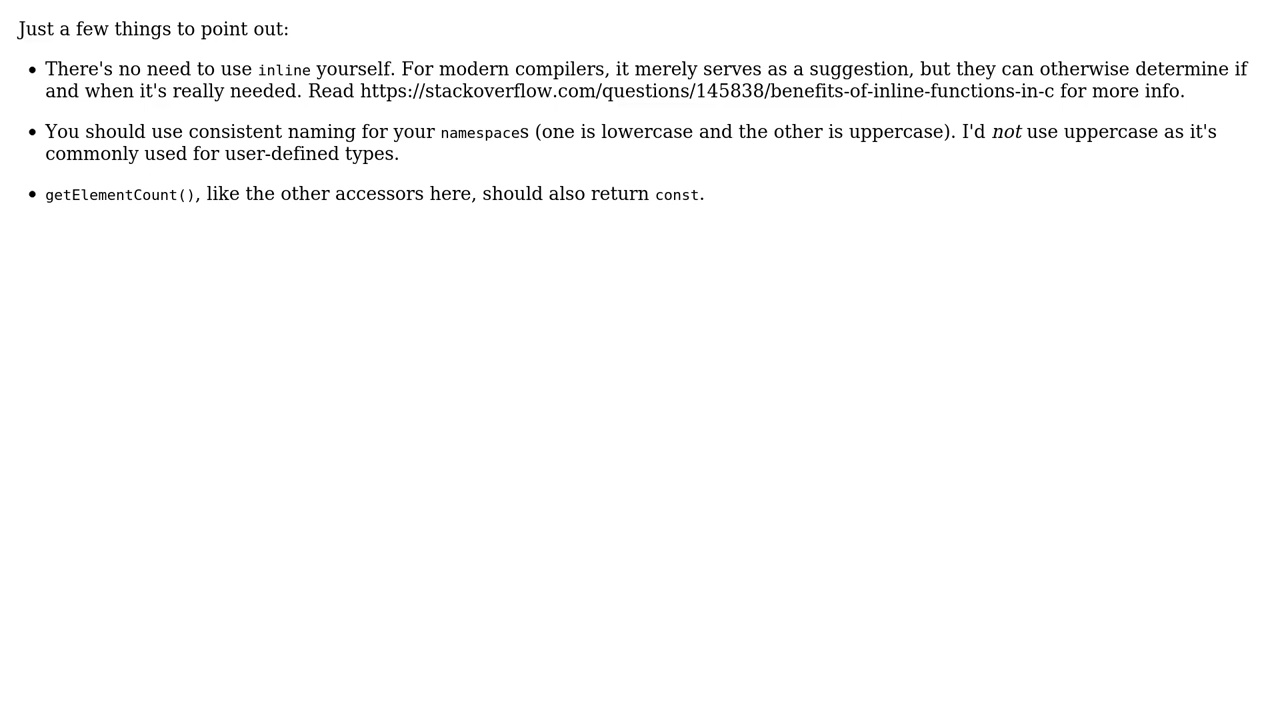 Just a few things to point out:
• There's no need to use inline yourself. For modern compilers, it merely serves as a suggestion, but they can otherwise determine if
and when it's really needed. Read https://stackoverflow.com/questions/145838/benefits-of-inline-functions-in-c for more info.
• You should use consistent naming for your namespaces (one is lowercase and the other is uppercase). I'd not use uppercase as it's
commonly used for user-defined types.
• getElementCount(), like the other accessors here, should also return const.